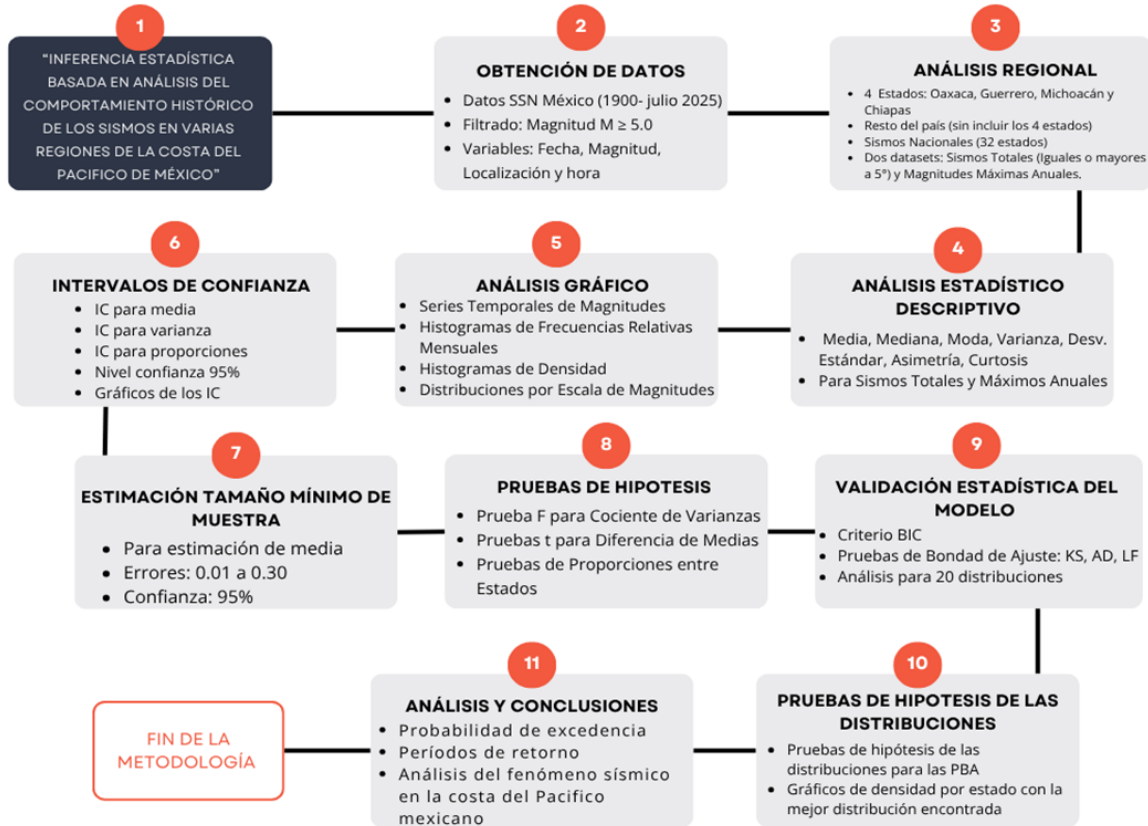 1
“INFERENCIA ESTADÍSTICA
BASADA EN ANÁLISIS DEL
COMPORTAMIENTO HISTÓRICO
DE LOS SISMOS EN VARIAS
REGIONES DE LA COSTA DEL
PACIFICO DE MÉXICO”
2
OBTENCIÓN DE DATOS
• Datos SSN México (1900- julio 2025)
• Filtrado: Magnitud M ≥ 5.0
• Variables: Fecha, Magnitud,
Localización y hora
3
ANÁLISIS REGIONAL
• 4 Estados: Oaxaca, Guerrero, Michoacán y
Chiapas
• Resto del país (sin incluir los 4 estados)
• Sismos Nacionales (32 estados)
• Dos datasets: Sismos Totales (Iguales o mayores
a 5°) y Magnitudes Máximas Anuales.
4
ANÁLISIS ESTADÍSTICO
DESCRIPTIVO
• Media, Mediana, Moda, Varianza, Desv.
Estándar, Asimetría, Curtosis
• Para Sismos Totales y Máximos Anuales
5
ANÁLISIS GRÁFICO
• Series Temporales de Magnitudes
• Histogramas de Frecuencias Relativas
Mensuales
• Histogramas de Densidad
• Distribuciones por Escala de Magnitudes
6
INTERVALOS DE CONFIANZA
• IC para media
• IC para varianza
• IC para proporciones
• Nivel confianza 95%
• Gráficos de los IC
7
ESTIMACIÓN TAMAÑO MÍNIMO DE
MUESTRA
• Para estimación de media
• Errores: 0.01 a 0.30
• Confianza: 95%
8
PRUEBAS DE HIPOTESIS
• Prueba F para Cociente de Varianzas
• Pruebas t para Diferencia de Medias
• Pruebas de Proporciones entre
Estados
9
VALIDACIÓN ESTADÍSTICA DEL
MODELO
• Criterio BIC
• Pruebas de Bondad de Ajuste: KS, AD, LF
• Análisis para 20 distribuciones
10
PRUEBAS DE HIPOTESIS DE LAS
DISTRIBUCIONES
• Pruebas de hipótesis de las
distribuciones para las PBA
• Gráficos de densidad por estado con la
mejor distribución encontrada
11
ANÁLISIS Y CONCLUSIONES
• Probabilidad de excedencia
• Períodos de retorno
• Análisis del fenómeno sísmico
en la costa del Pacifico
mexicano
FIN DE LA
METODOLOGÍA